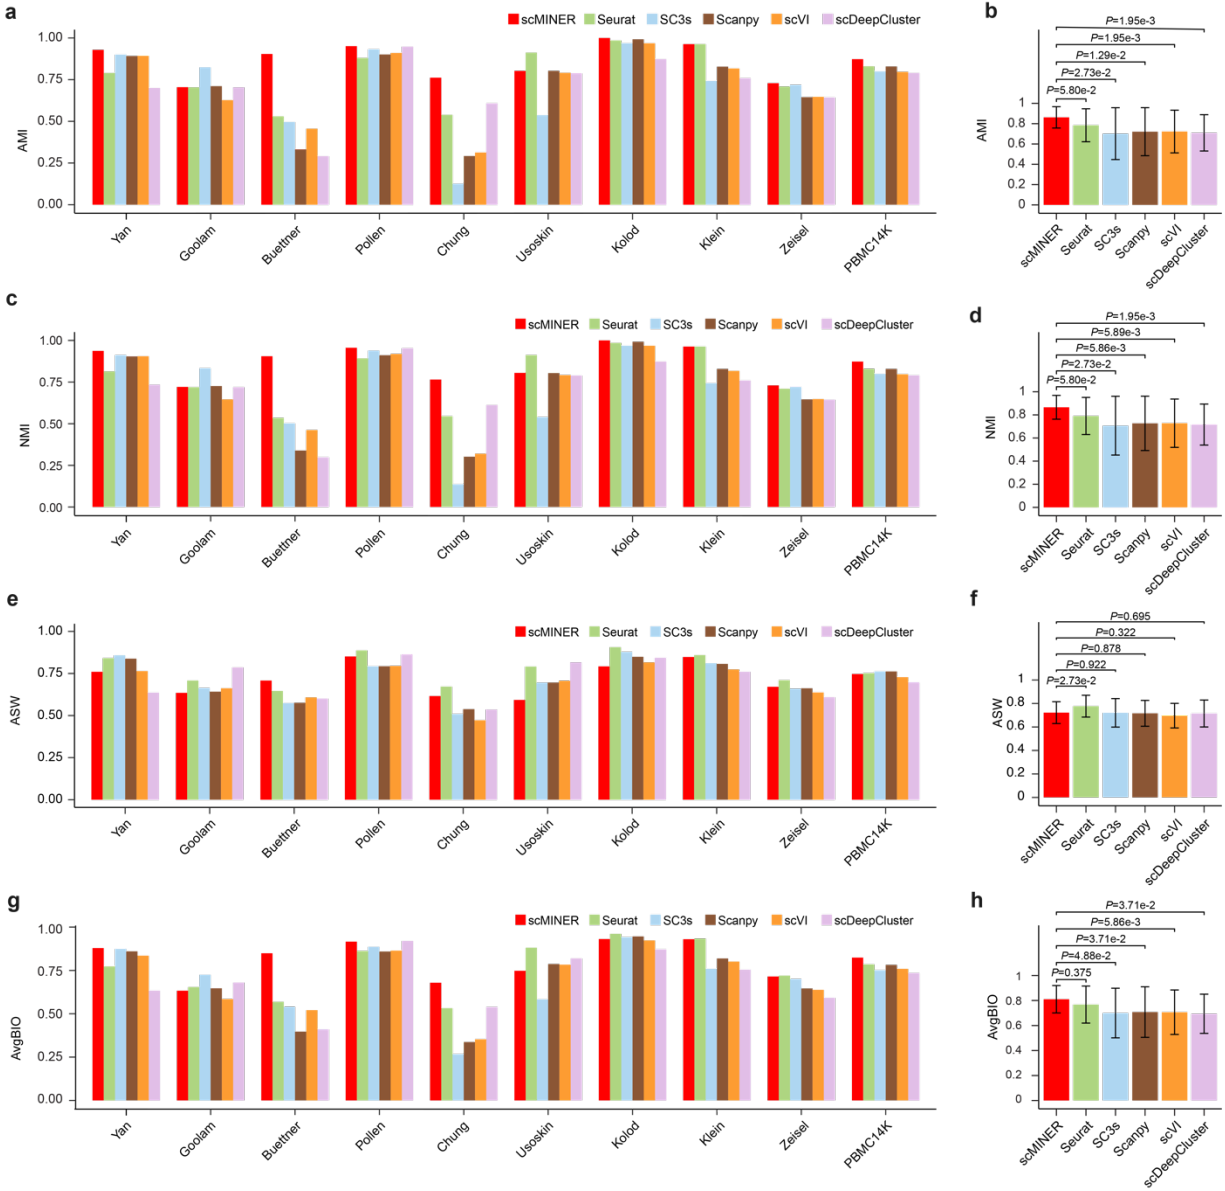 a
scMINER Seurat SC3s Scanpy scVI scDeepCluster
1.00
0.75
0.50
0.25
0.00
AMI
Yan Goolam Buettner Pollen Chung Usoskin Kolod Klein Zeisel PBMC14K
b
P=1.95e-3
P=1.95e-3
P=1.29e-2
P=2.73e-2
P=5.80e-2
1
0.8
0.6
0.4
0.2
0
AMI
scMINER Seurat SC3s Scanpy scVI scDeepCluster
c
scMINER Seurat SC3s Scanpy scVI scDeepCluster
1.00
0.75
0.50
0.25
0.00
NMI
Yan Goolam Buettner Pollen Chung Usoskin Kolod Klein Zeisel PBMC14K
d
P=1.95e-3
P=5.89e-3
P=5.86e-3
P=2.73e-2
P=5.80e-2
1
0.8
0.6
0.4
0.2
0
NMI
scMINER Seurat SC3s Scanpy scVI scDeepCluster
e
scMINER Seurat SC3s Scanpy scVI scDeepCluster
1.00
0.75
0.50
0.25
0.00
ASW
Yan Goolam Buettner Pollen Chung Usoskin Kolod Klein Zeisel PBMC14K
f
P=0.695
P=0.322
P=0.878
P=0.922
P=2.73e-2
1
0.8
0.6
0.4
0.2
0
ASW
scMINER Seurat SC3s Scanpy scVI scDeepCluster
g
scMINER Seurat SC3s Scanpy scVI scDeepCluster
1.00
0.75
0.50
0.25
0.00
AvgBIO
Yan Goolam Buettner Pollen Chung Usoskin Kolod Klein Zeisel PBMC14K
h
P=3.71e-2
P=5.86e-3
P=3.71e-2
P=4.88e-2
P=0.375
1
0.8
0.6
0.4
0.2
0
AvgBIO
scMINER Seurat SC3s Scanpy scVI scDeepCluster